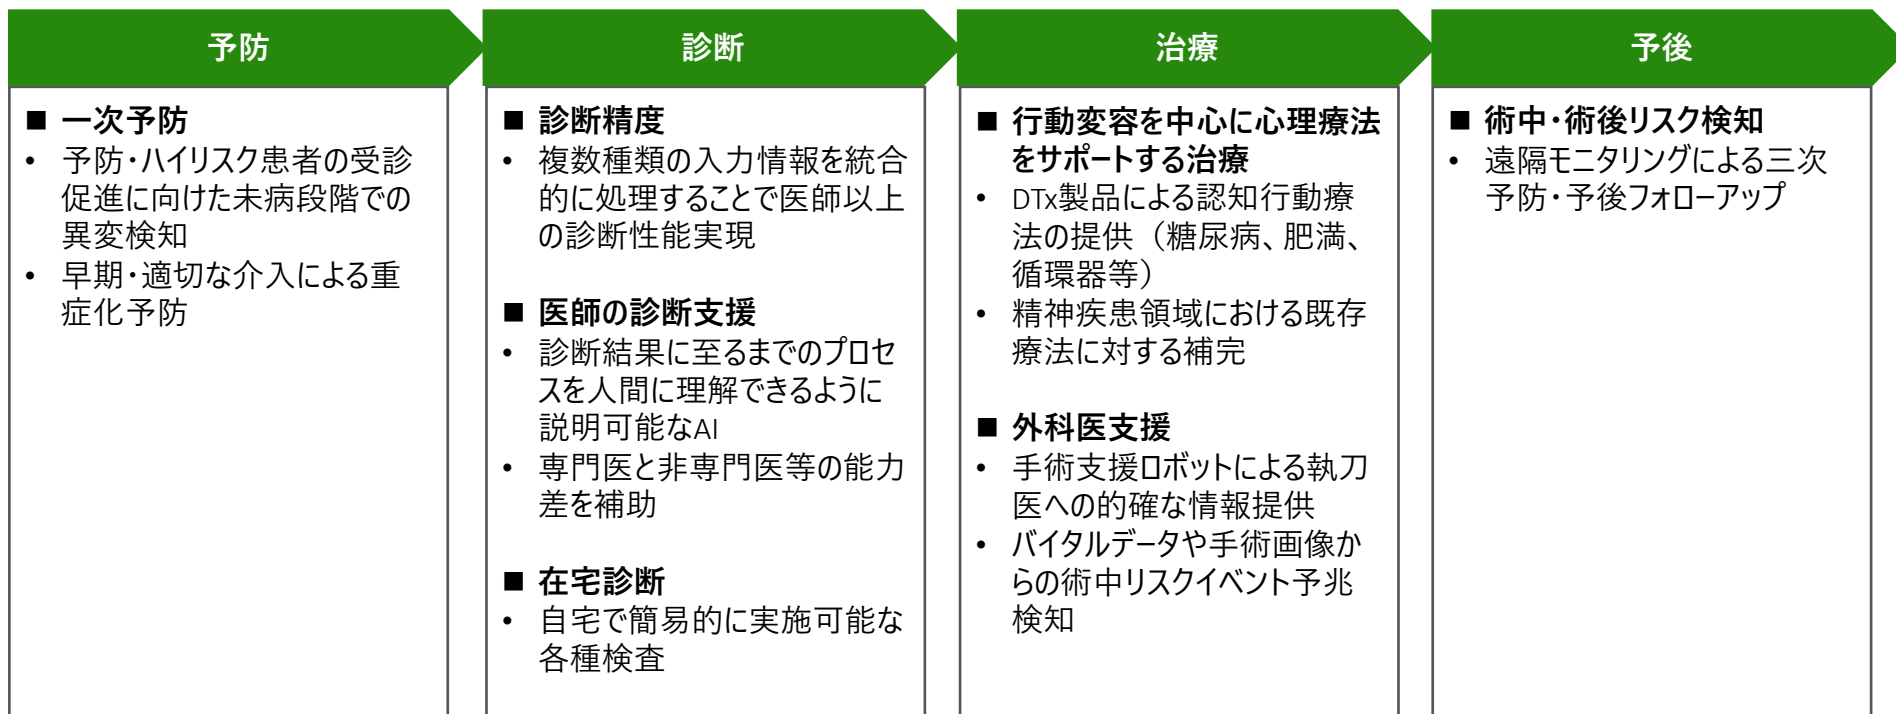 予防
■ 一次予防
• 予防・ハイリスク患者の受診
促進に向けた未病段階での
異変検知
• 早期・適切な介入による重
症化予防
診断
■ 診断精度
• 複数種類の入力情報を統合
的に処理することで医師以上
の診断性能実現
■ 医師の診断支援
• 診断結果に至るまでのプロセ
スを人間に理解できるように
説明可能なAI
• 専門医と非専門医等の能力
差を補助
■ 在宅診断
• 自宅で簡易的に実施可能な
各種検査
治療
■ 行動変容を中心に心理療法
をサポートする治療
• DTx製品による認知行動療
法の提供（糖尿病、肥満、
循環器等）
• 精神疾患領域における既存
療法に対する補完
■ 外科医支援
• 手術支援ロボットによる執刀
医への的確な情報提供
• バイタルデータや手術画像か
らの術中リスクイベント予兆
検知
予後
■ 術中・術後リスク検知
• 遠隔モニタリングによる三次
予防・予後フォローアップ